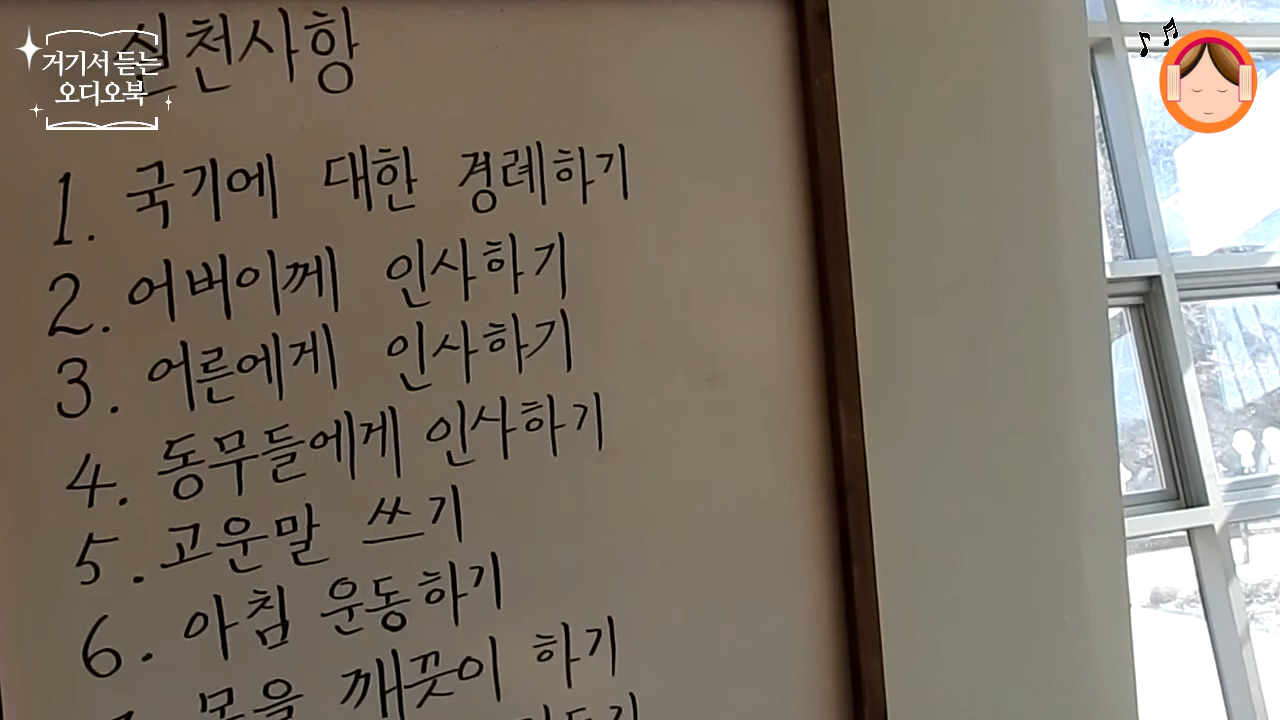 거기서 듣는
오디오북
실천사항
1. 국기에 대한 경례하기
2. 어버이께 인사하기
3. 어른에게 인사하기
4. 동무들에게 인사하기
5. 고운말 쓰기
6. 아침 운동하기
몸을 깨끗이 하기